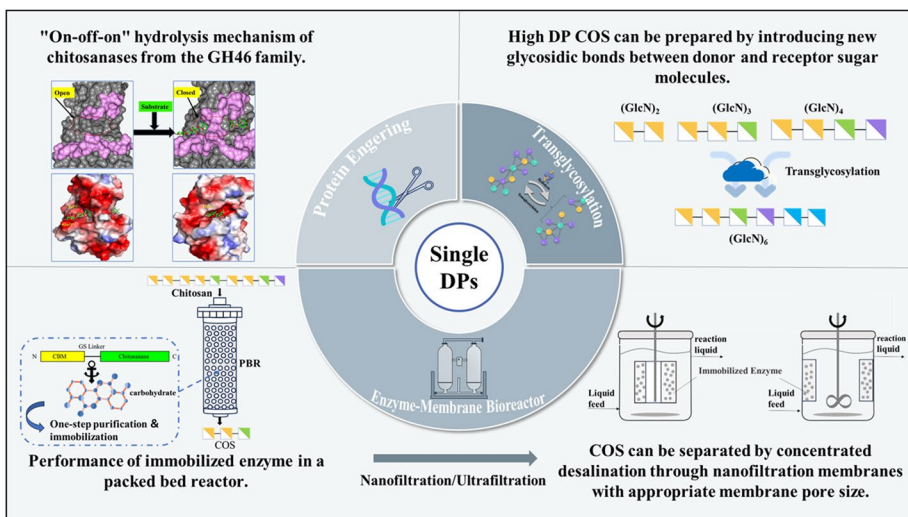 "On-off-on" hydrolysis mechanism of
chitosanases from the GH46 family.
Open
Substrate
Closed
High DP COS can be prepared by introducing new
glycosidic bonds between donor and receptor sugar
molecules.
(GlcN)2
(GlcN)3
(GlcN)4
Transglycosylation
(GlcN)6
Protein Engering
Transglycosylation
Single
DPs
Enzyme-Membrane Bioreactor
Chitosan
GS Linker
N
CBM
Chitosanase
C
carbohydrate
PBR
One-step purification &
immobilization
COS
Performance of immobilized enzyme in a
packed bed reactor.
Nanofiltration/Ultrafiltration
reaction
liquid
reaction
liquid
Immobilized Enzyme
Liquid
feed
Liquid
feed
COS can be separated by concentrated
desalination through nanofiltration membranes
with appropriate membrane pore size.